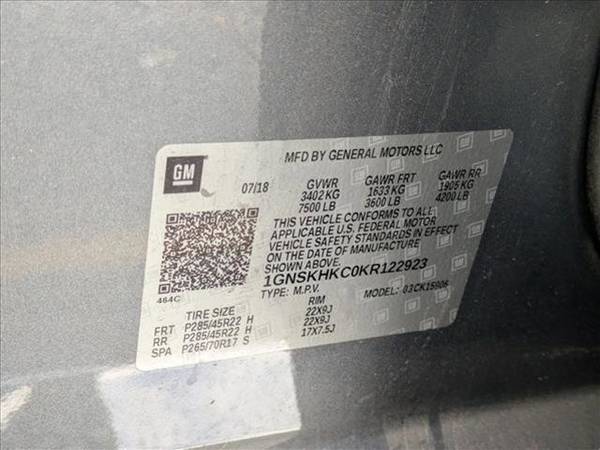 GM
MFD BY GENERAL MOTORS LLC
07/18 GVWR GAWR FRT GAWR RR
3402 KG 1633 KG 1905 KG
7500 LB 3600 LB 4200 LB
THIS VEHICLE CONFORMS TO ALL
APPLICABLE U.S. FEDERAL MOTOR
VEHICLE SAFETY STANDARDS IN EFFECT
ON THE DATE OF MANUFACTURE
SHOWN ABOVE.
464C 1GNSKHKC0KR122923
TYPE: M.P.V. MODEL: 03CK15906
TIRE SIZE RIM
FRT P285/45R22 H 22X9J
RR P285/45R22 H 22X9J
SPA P265/70R17 S 17X7.5J